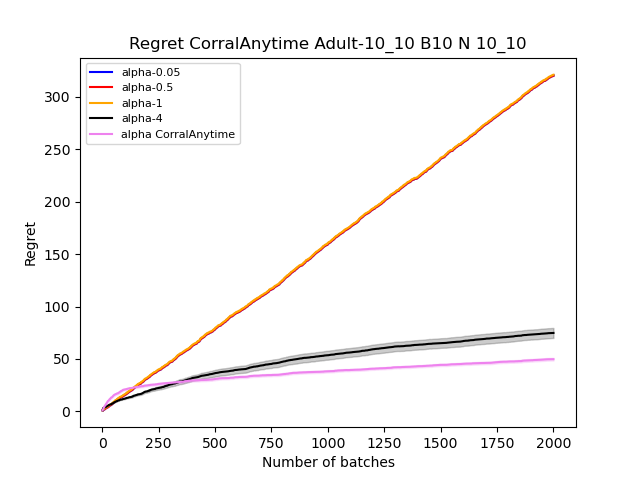 Regret CorralAnytime Adult-10_10 B10 N 10_10
alpha-0.05
alpha-0.5
alpha-1
alpha-4
alpha CorralAnytime
Regret
300
250
200
150
100
50
0
0 250 500 750 1000 1250 1500 1750 2000
Number of batches